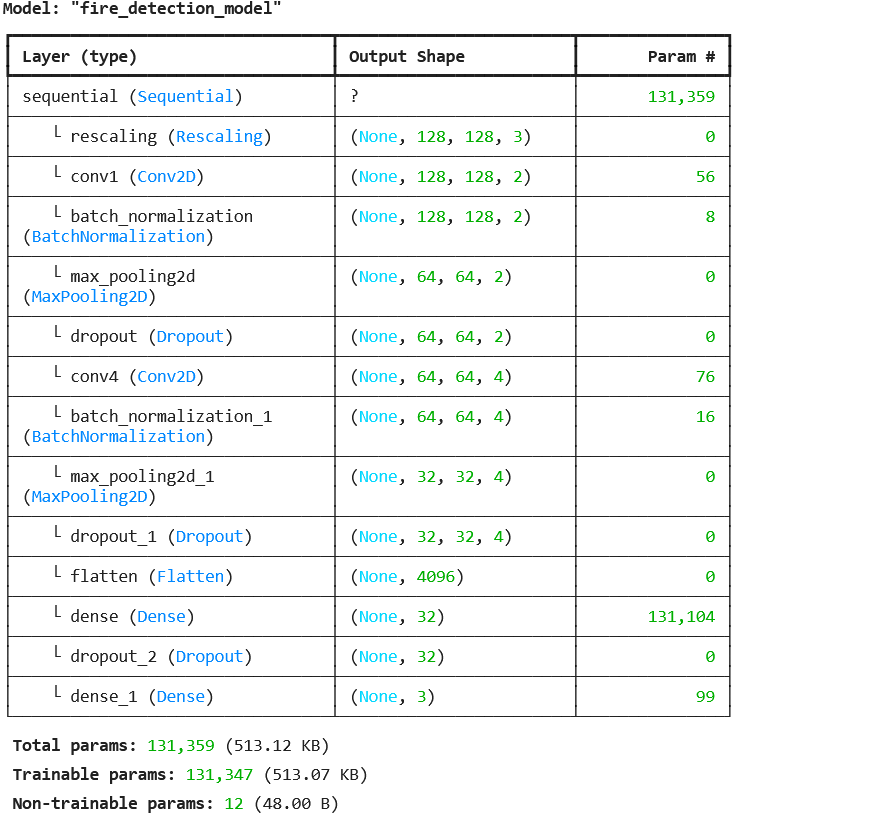 Model: "fire_detection_model"
Layer (type) Output Shape Param #
sequential (Sequential) ? 131,359
└ rescaling (Rescaling) (None, 128, 128, 3) 0
└ conv1 (Conv2D) (None, 128, 128, 2) 56
└ batch_normalization (None, 128, 128, 2) 8
(BatchNormalization)
└ max_pooling2d (None, 64, 64, 2) 0
(MaxPooling2D)
└ dropout (Dropout) (None, 64, 64, 2) 0
└ conv4 (Conv2D) (None, 64, 64, 4) 76
└ batch_normalization_1 (None, 64, 64, 4) 16
(BatchNormalization)
└ max_pooling2d_1 (None, 32, 32, 4) 0
(MaxPooling2D)
└ dropout_1 (Dropout) (None, 32, 32, 4) 0
└ flatten (Flatten) (None, 4096) 0
└ dense (Dense) (None, 32) 131,104
└ dropout_2 (Dropout) (None, 32) 0
└ dense_1 (Dense) (None, 3) 99
Total params: 131,359 (513.12 KB)
Trainable params: 131,347 (513.07 KB)
Non-trainable params: 12 (48.00 B)